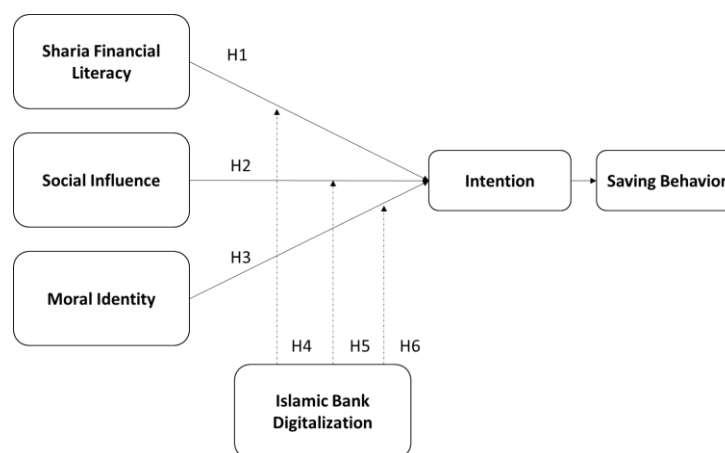 Sharia Financial
Literacy
H1
Social Influence
H2
Intention
Saving Behavior
H3
Moral Identity
H4
H5
H6
Islamic Bank
Digitalization